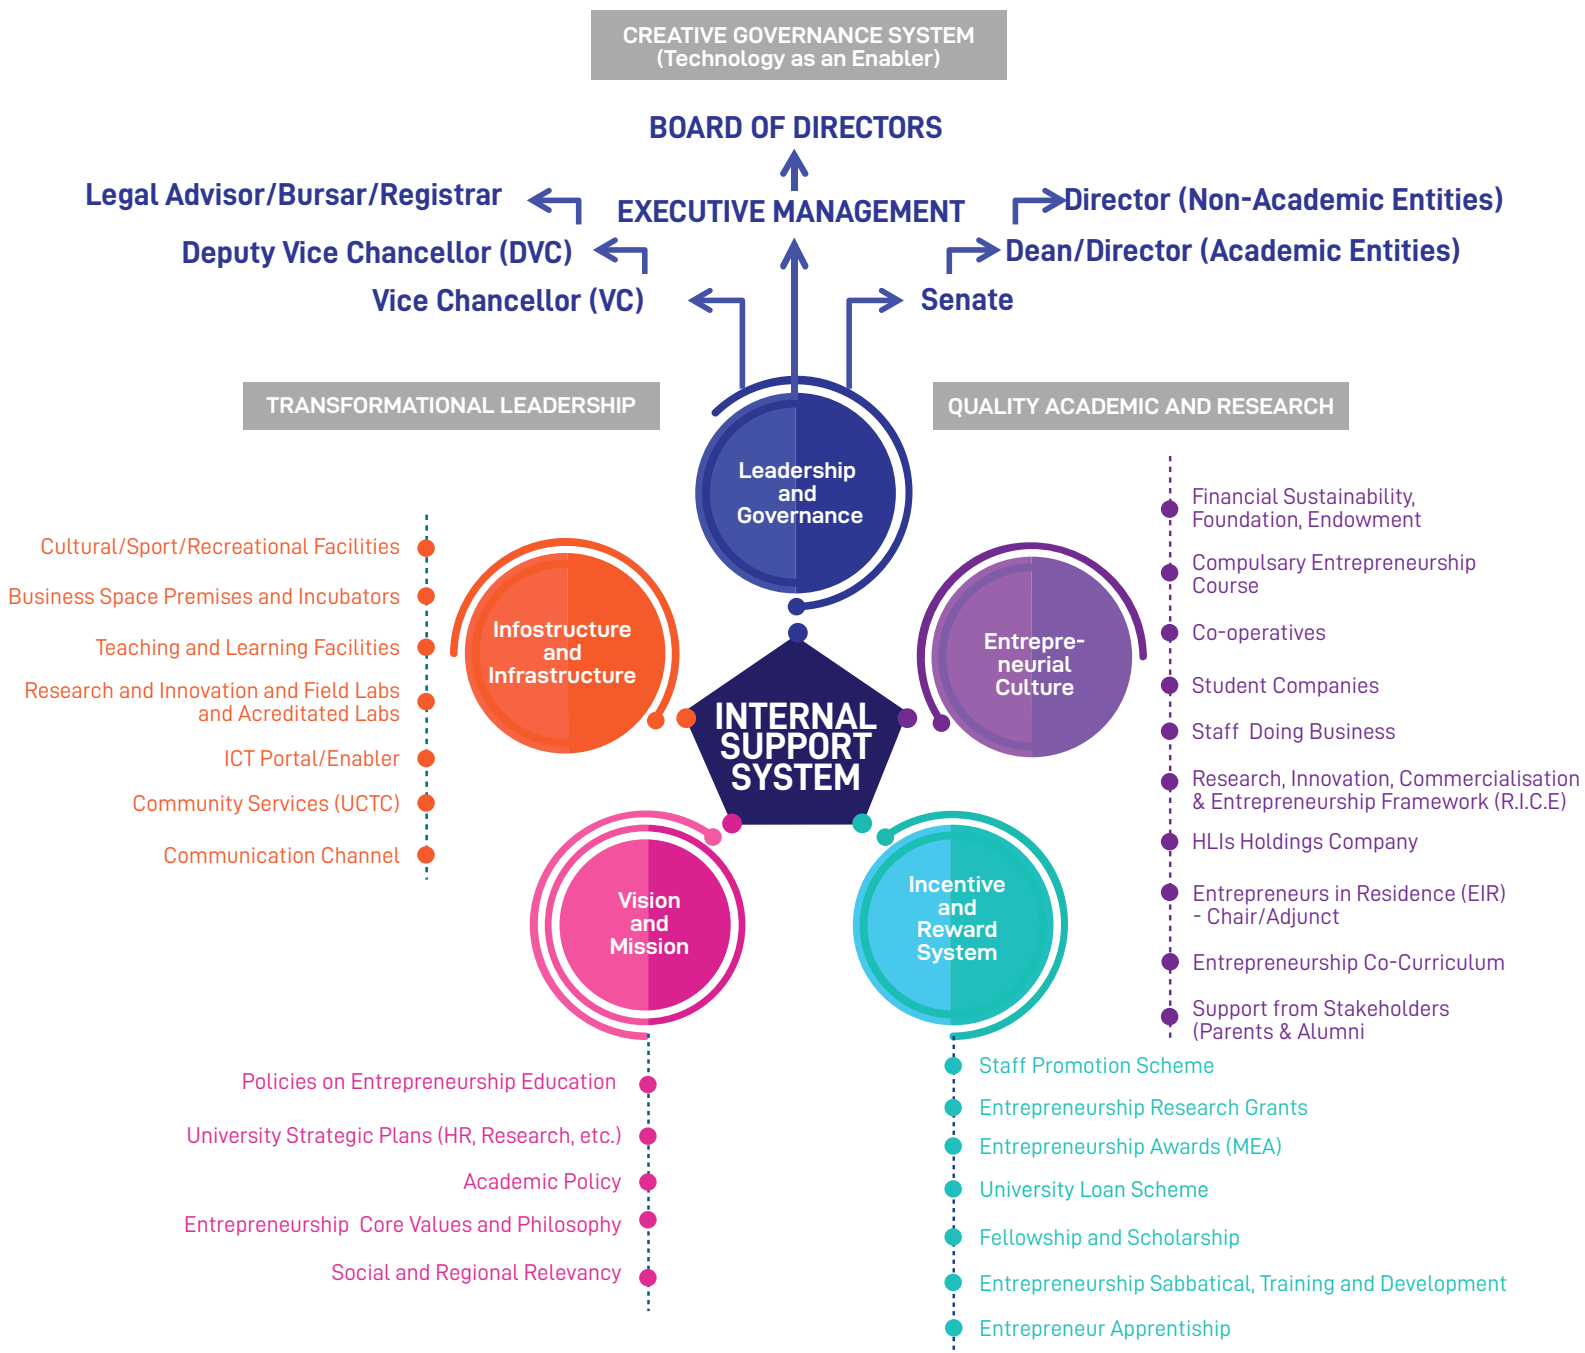 CREATIVE GOVERNANCE SYSTEM
(Technology as an Enabler)
BOARD OF DIRECTORS
EXECUTIVE MANAGEMENT
Legal Advisor/Bursar/Registrar
Deputy Vice Chancellor (DVC)
Vice Chancellor (VC)
Director (Non-Academic Entities)
Dean/Director (Academic Entities)
Senate
TRANSFORMATIONAL LEADERSHIP
QUALITY ACADEMIC AND RESEARCH
Leadership
and
Governance
Infostructure
and
Infrastructure
Entrepre-
neurial
Culture
INTERNAL
SUPPORT
SYSTEM
Vision
and
Mission
Incentive
and
Reward
System
Cultural/Sport/Recreational Facilities
Business Space Premises and Incubators
Teaching and Learning Facilities
Research and Innovation and Field Labs
and Acreditated Labs
ICT Portal/Enabler
Community Services (UCTC)
Communication Channel
Financial Sustainability,
Foundation, Endowment
Compulsary Entrepreneurship
Course
Co-operatives
Student Companies
Staff  Doing Business
Research, Innovation, Commercialisation
& Entrepreneurship Framework (R.I.C.E)
HLIs Holdings Company
Entrepreneurs in Residence (EIR)
- Chair/Adjunct
Entrepreneurship Co-Curriculum
Support from Stakeholders
(Parents & Alumni
Policies on Entrepreneurship Education
University Strategic Plans (HR, Research, etc.)
Academic Policy
Entrepreneurship  Core Values and Philosophy
Social and Regional Relevancy
Staff Promotion Scheme
Entrepreneurship Research Grants
Entrepreneurship Awards (MEA)
University Loan Scheme
Fellowship and Scholarship
Entrepreneurship Sabbatical, Training and Development
Entrepreneur Apprentiship